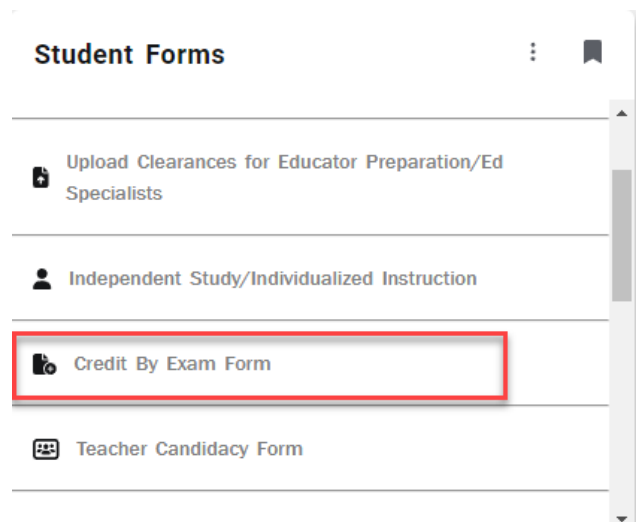 Student Forms
Upload Clearances for Educator Preparation/Ed
Specialists
Independent Study/Individualized Instruction
Credit By Exam Form
Teacher Candidacy Form